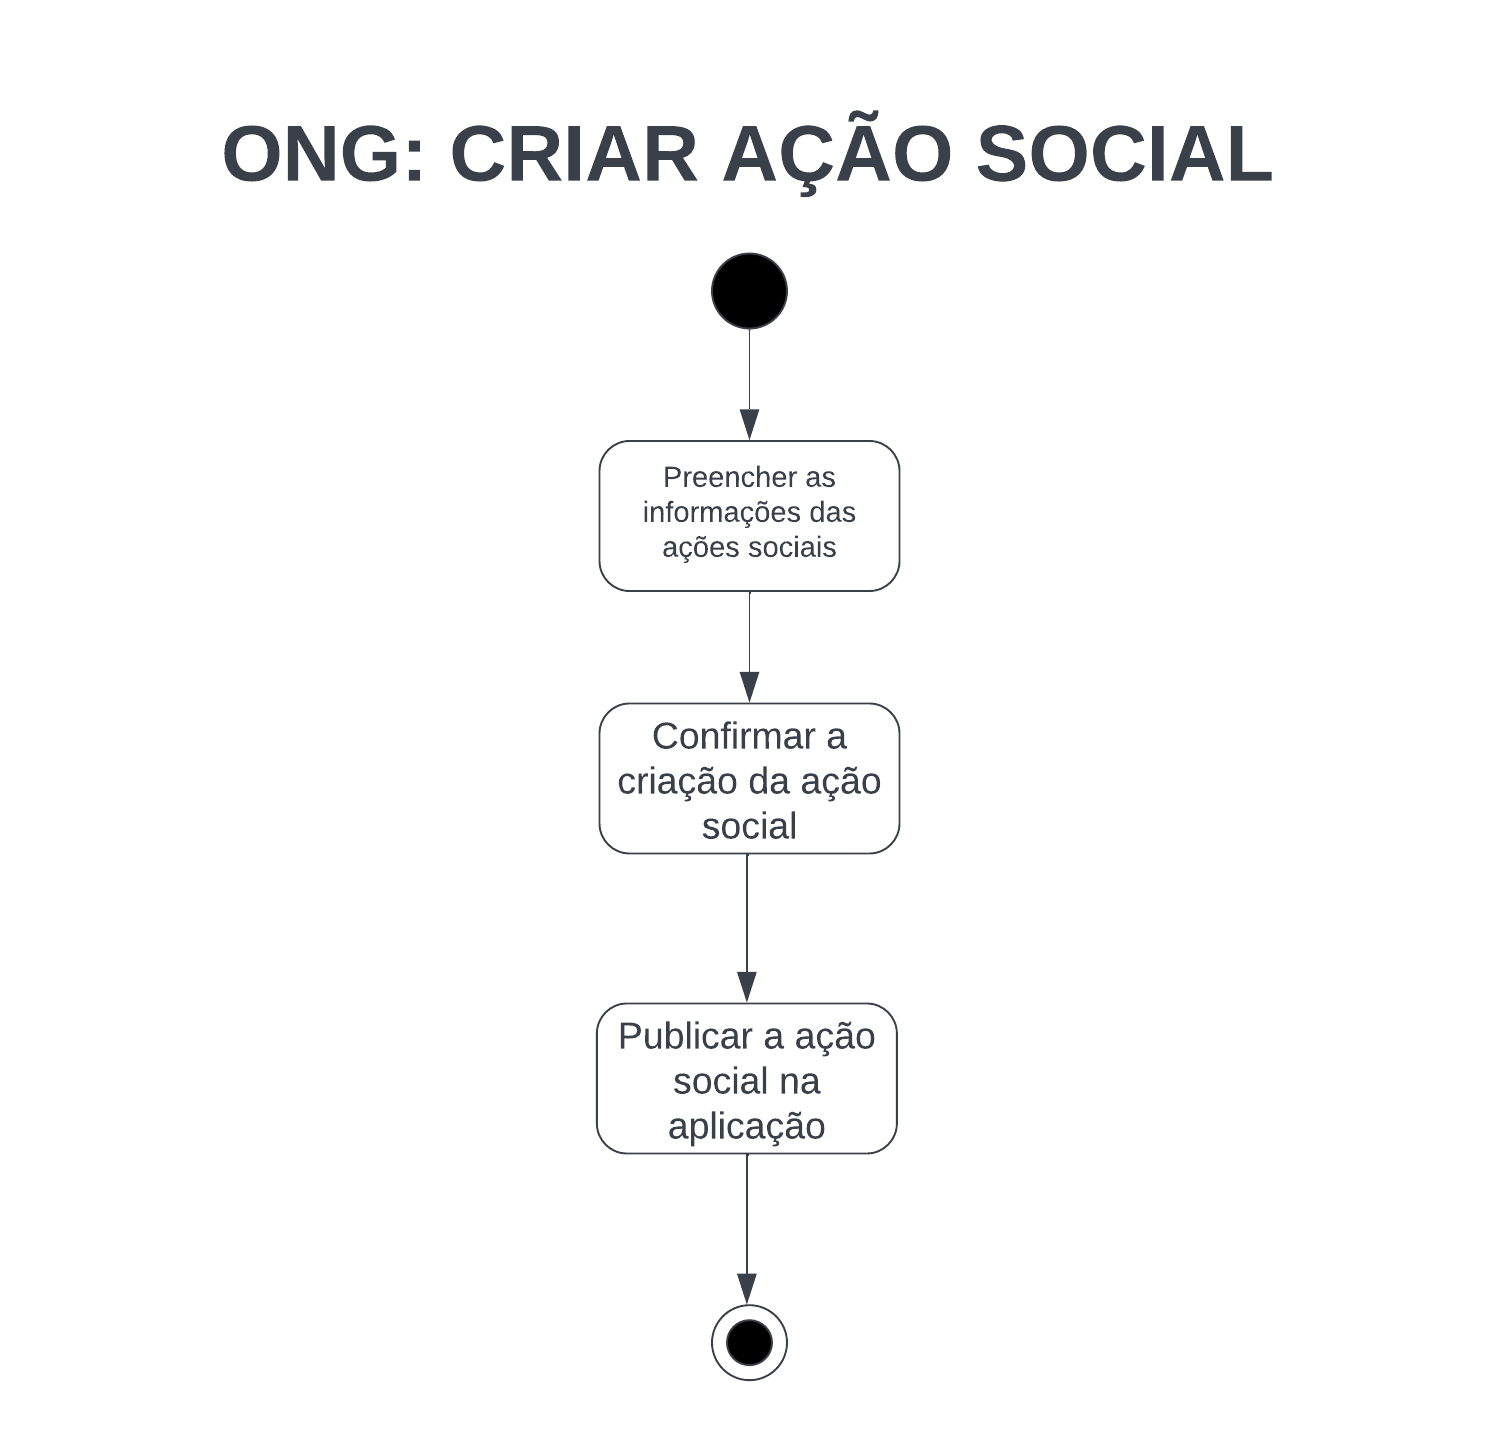 ONG: CRIAR AÇÃO SOCIAL
Preencher as
informações das
ações sociais
Confirmar a
criação da ação
social
Publicar a ação
social na
aplicação